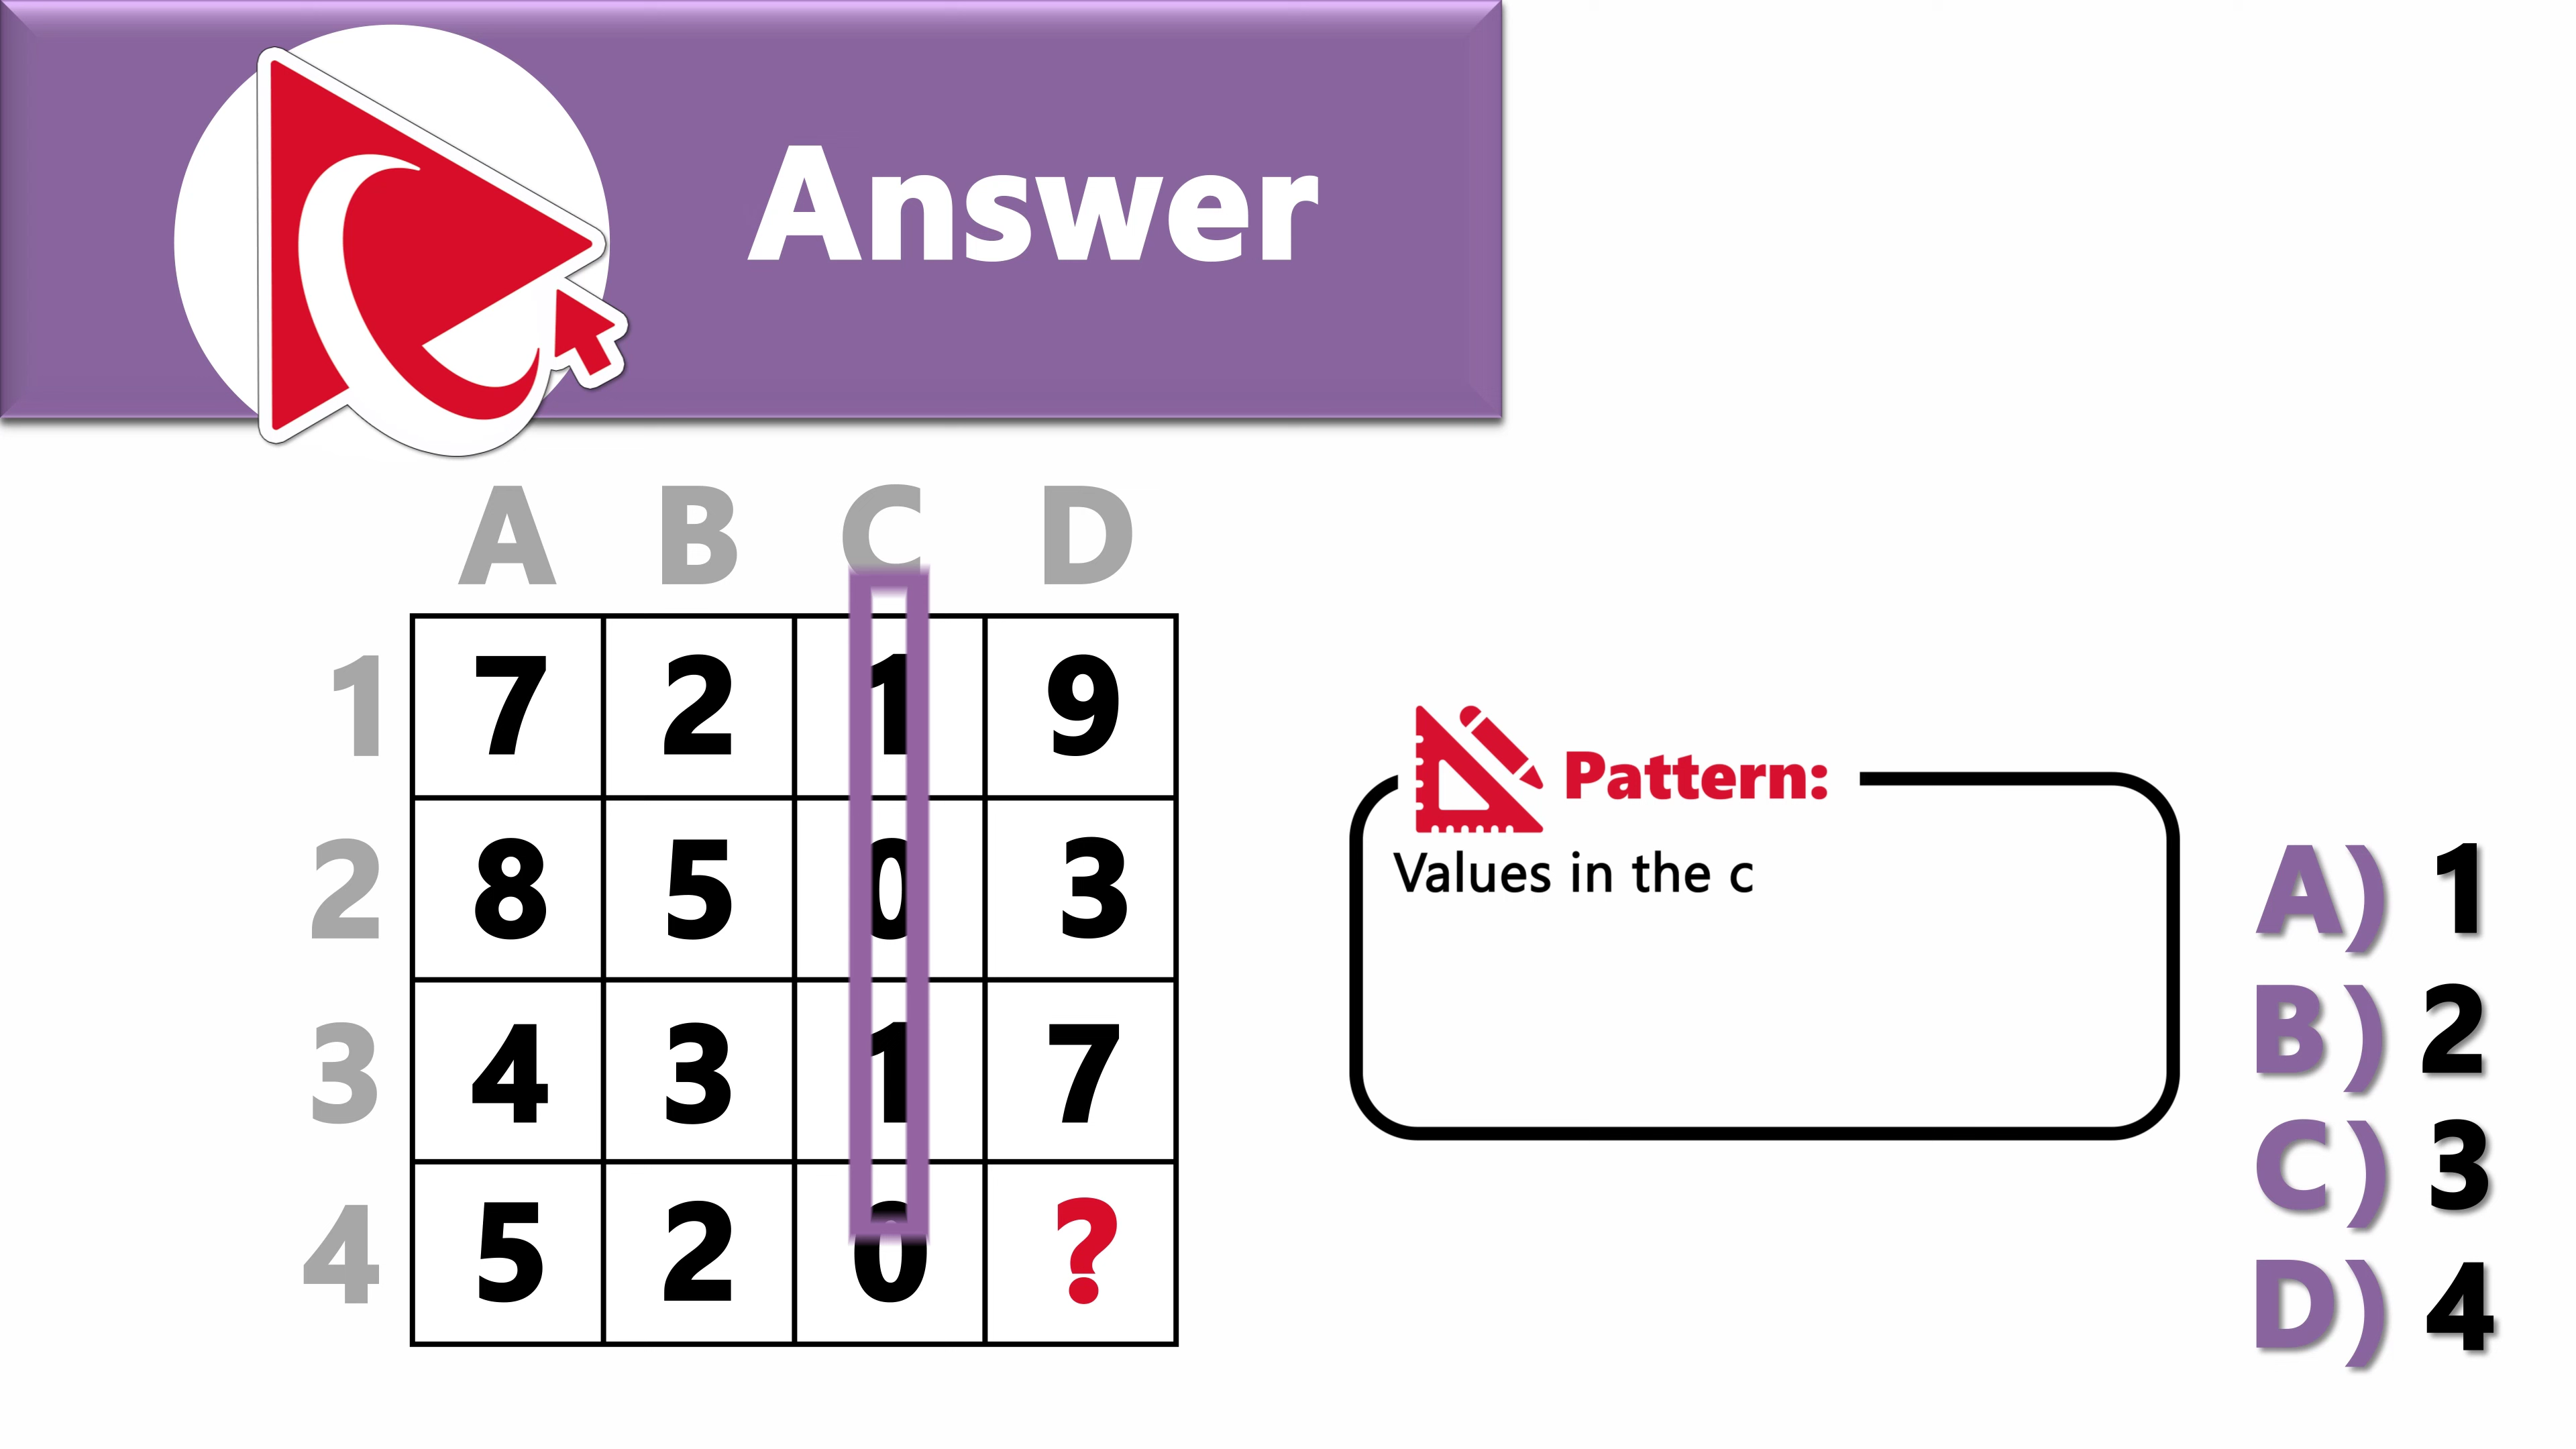 Answer
A B C D
1 7 2 1 9
2 8 5 0 3
3 4 3 1 7
4 5 2 0 ?
Pattern:
Values in the c
A) 1
B) 2
C) 3
D) 4